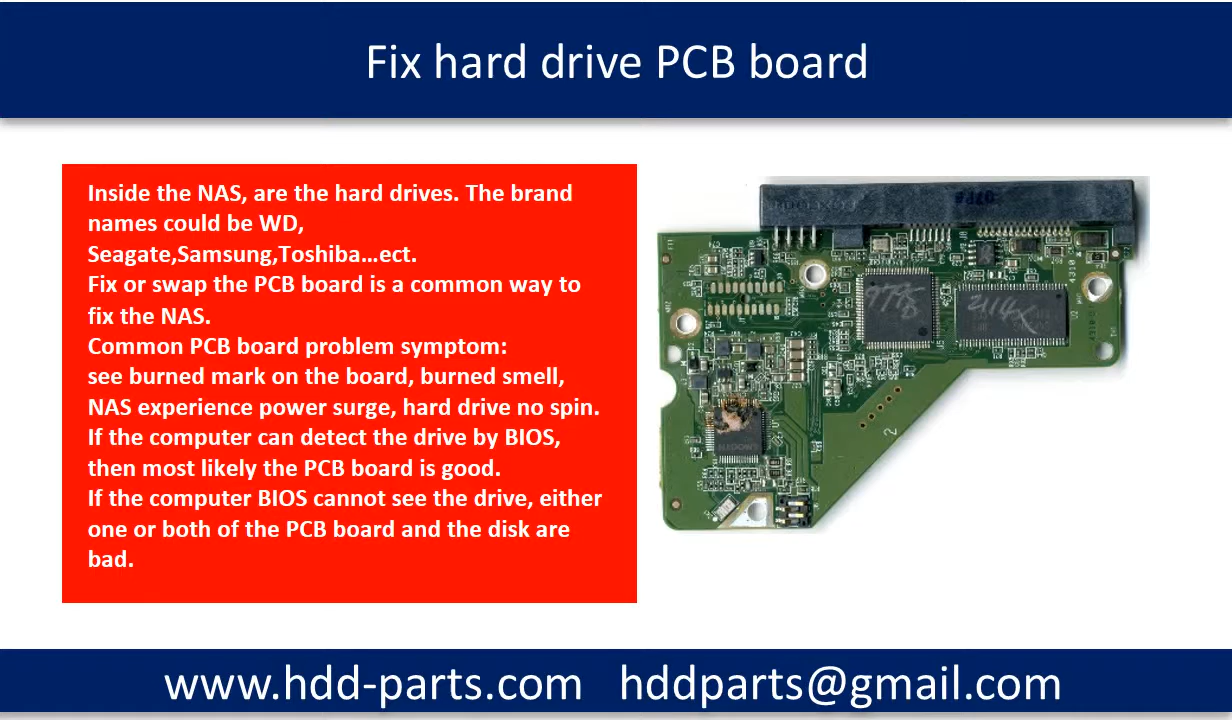 Fix hard drive PCB board
Inside the NAS, are the hard drives. The brand
names could be WD,
Seagate,Samsung,Toshiba...ect.
Fix or swap the PCB board is a common way to
fix the NAS.
Common PCB board problem symptom:
see burned mark on the board, burned smell,
NAS experience power surge, hard drive no spin.
If the computer can detect the drive by BIOS,
then most likely the PCB board is good.
If the computer BIOS cannot see the drive, either
one or both of the PCB board and the disk are
bad.
2114X
4310
2
www.hdd-parts.com hddparts@gmail.com